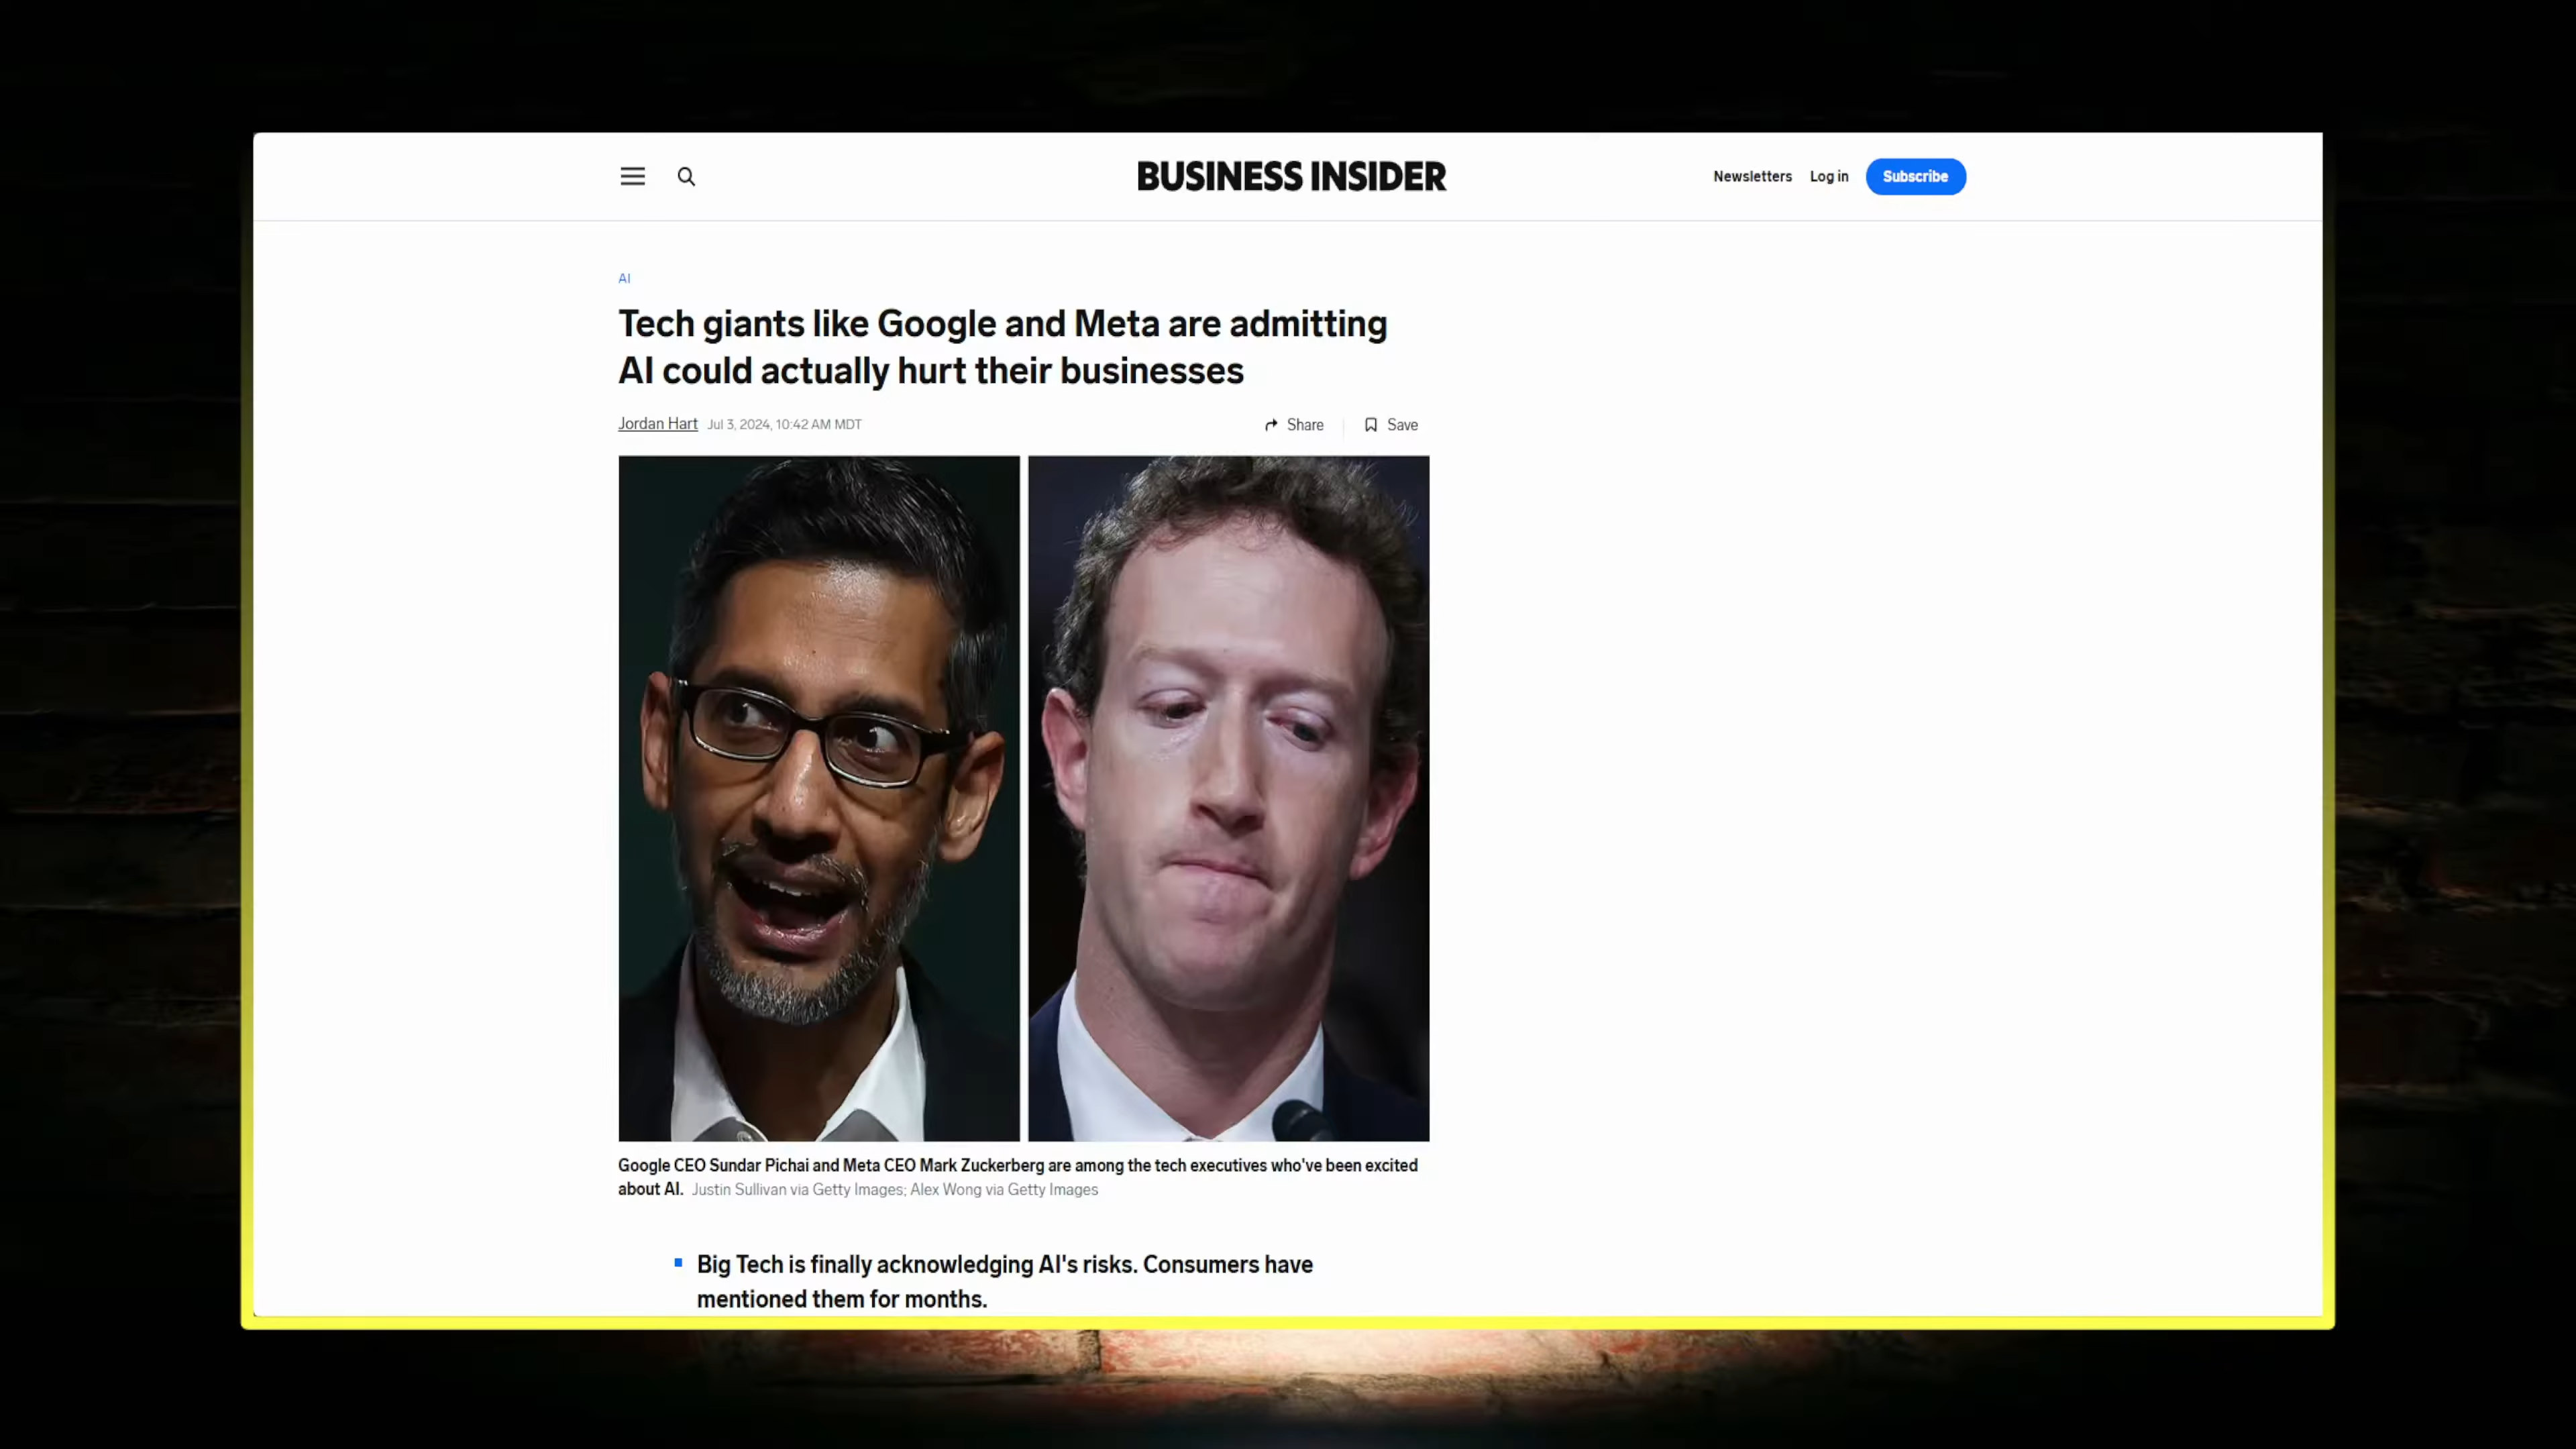 BUSINESS INSIDER
Newsletters
Log in
Subscribe
AI
Tech giants like Google and Meta are admitting
AI could actually hurt their businesses
Jordan Hart Jul 3, 2024, 10:42 AM MDT
Share
Save
Google CEO Sundar Pichai and Meta CEO Mark Zuckerberg are among the tech executives who've been excited
about AI. Justin Sullivan via Getty Images; Alex Wong via Getty Images
Big Tech is finally acknowledging AI's risks. Consumers have
mentioned them for months.